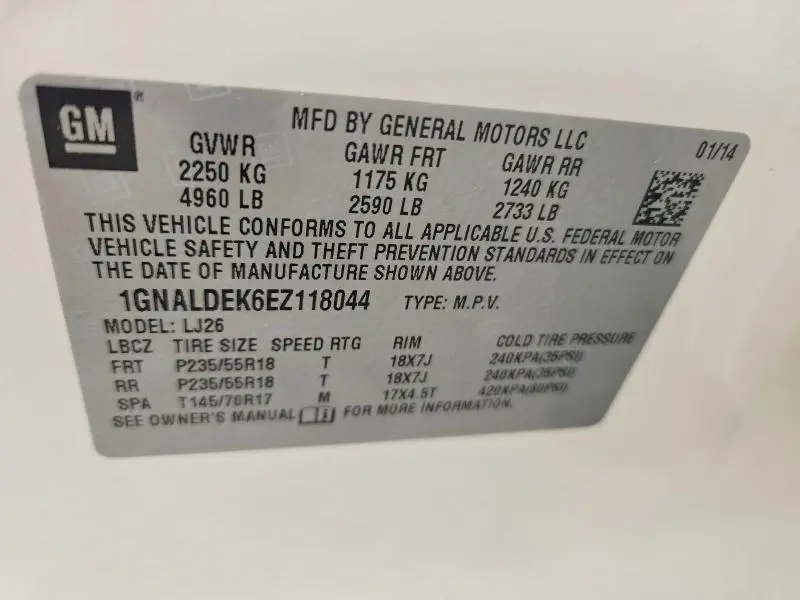 GM®
MFD BY GENERAL MOTORS LLC 01/14
GVWR GAWR FRT GAWR RR
2250 KG 1175 KG 1240 KG
4960 LB 2590 LB 2733 LB
THIS VEHICLE CONFORMS TO ALL APPLICABLE U.S. FEDERAL MOTOR
VEHICLE SAFETY AND THEFT PREVENTION STANDARDS IN EFFECT ON
THE DATE OF MANUFACTURE SHOWN ABOVE.
1GNALDEK6EZ118044 TYPE: M.P.V.
MODEL: LJ26
LBCZ TIRE SIZE SPEED RTG RIM COLD TIRE PRESSURE
FRT P235/55R18 T 18X7J 240KPA(35PSI)
RR P235/55R18 T 18X7J 240KPA(35PSI)
SPA T145/70R17 M 17X4.5T 420KPA(60PSI)
SEE OWNER'S MANUAL FOR MORE INFORMATION.